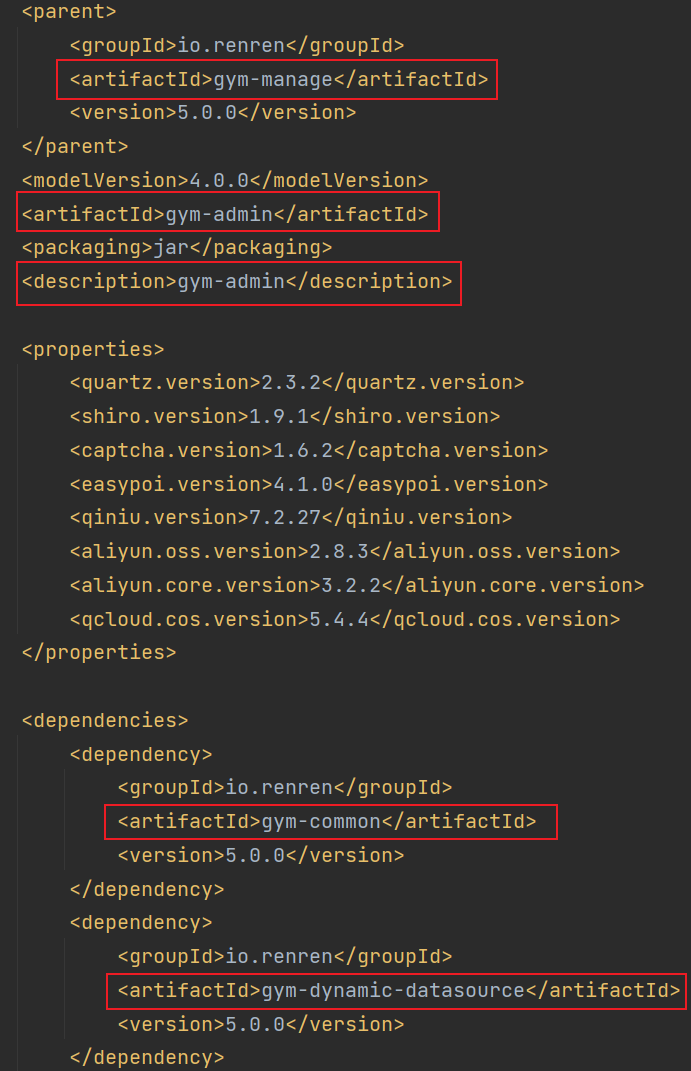 <parent>
<groupId>io.renren</groupId>
<artifactId>gym-manage</artifactId>
<version>5.0.0</version>
</parent>
<modelVersion>4.0.0</modelVersion>
<artifactId>gym-admin</artifactId>
<packaging>jar</packaging>
<description>gym-admin</description>
<properties>
<quartz.version>2.3.2</quartz.version>
<shiro.version>1.9.1</shiro.version>
<captcha.version>1.6.2</captcha.version>
<easypoi.version>4.1.0</easypoi.version>
<qiniu.version>7.2.27</qiniu.version>
<aliyun.oss.version>2.8.3</aliyun.oss.version>
<aliyun.core.version>3.2.2</aliyun.core.version>
<qcloud.cos.version>5.4.4</qcloud.cos.version>
</properties>
<dependencies>
<dependency>
<groupId>io.renren</groupId>
<artifactId>gym-common</artifactId>
<version>5.0.0</version>
</dependency>
<dependency>
<groupId>io.renren</groupId>
<artifactId>gym-dynamic-datasource</artifactId>
<version>5.0.0</version>
</dependency>